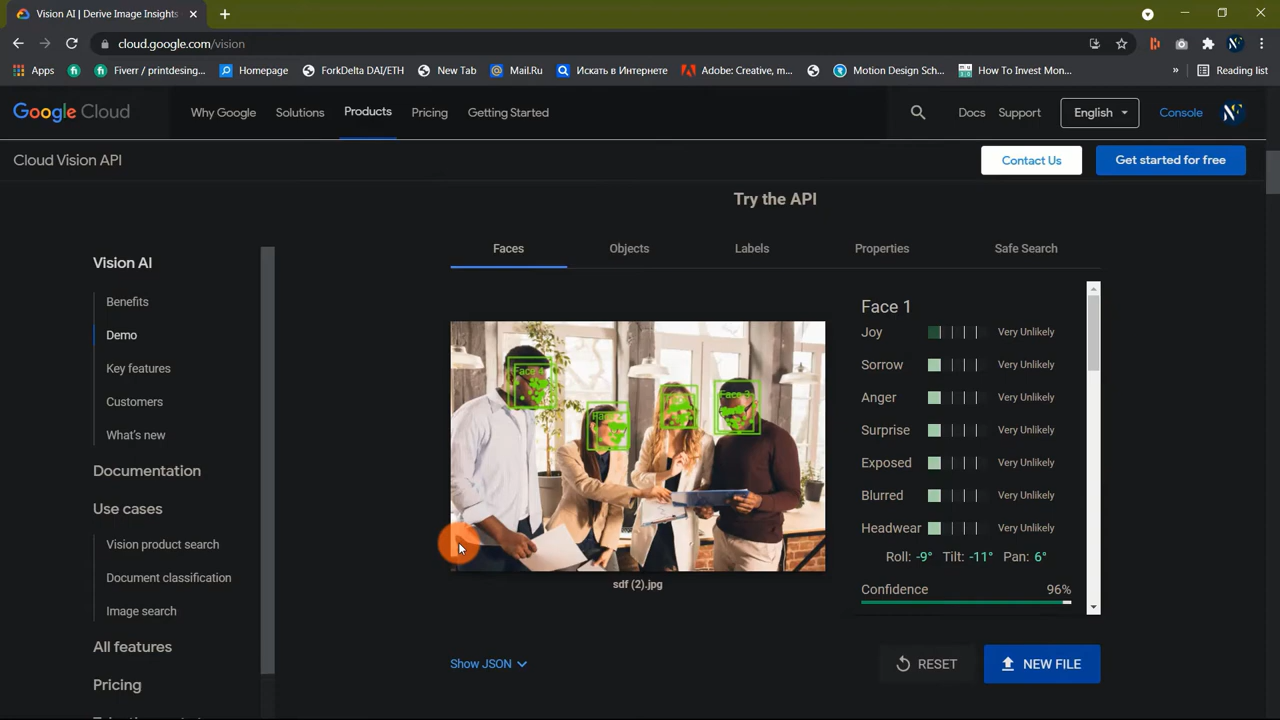 Vision AI | Derive Image Insights
cloud.google.com/vision
Apps
Fiverr / printdesing...
Homepage
ForkDelta DAI/ETH
New Tab
Mail.Ru
Искать в Интернете
Adobe: Creative, m...
Motion Design Sch...
How To Invest Mon...
»
Reading list
Google Cloud
Why Google
Solutions
Products
Pricing
Getting Started
Docs
Support
English
Console
Cloud Vision API
Contact Us
Get started for free
Try the API
Faces
Objects
Labels
Properties
Safe Search
Vision AI
Benefits
Demo
Key features
Customers
What's new
Documentation
Use cases
Vision product search
Document classification
Image search
All features
Pricing
Face 4
sdf (2).jpg
Face 1
Joy Very Unlikely
Sorrow Very Unlikely
Anger Very Unlikely
Surprise Very Unlikely
Exposed Very Unlikely
Blurred Very Unlikely
Headwear Very Unlikely
Roll: -9° Tilt: -11° Pan: 6°
Confidence 96%
Show JSON
RESET
NEW FILE